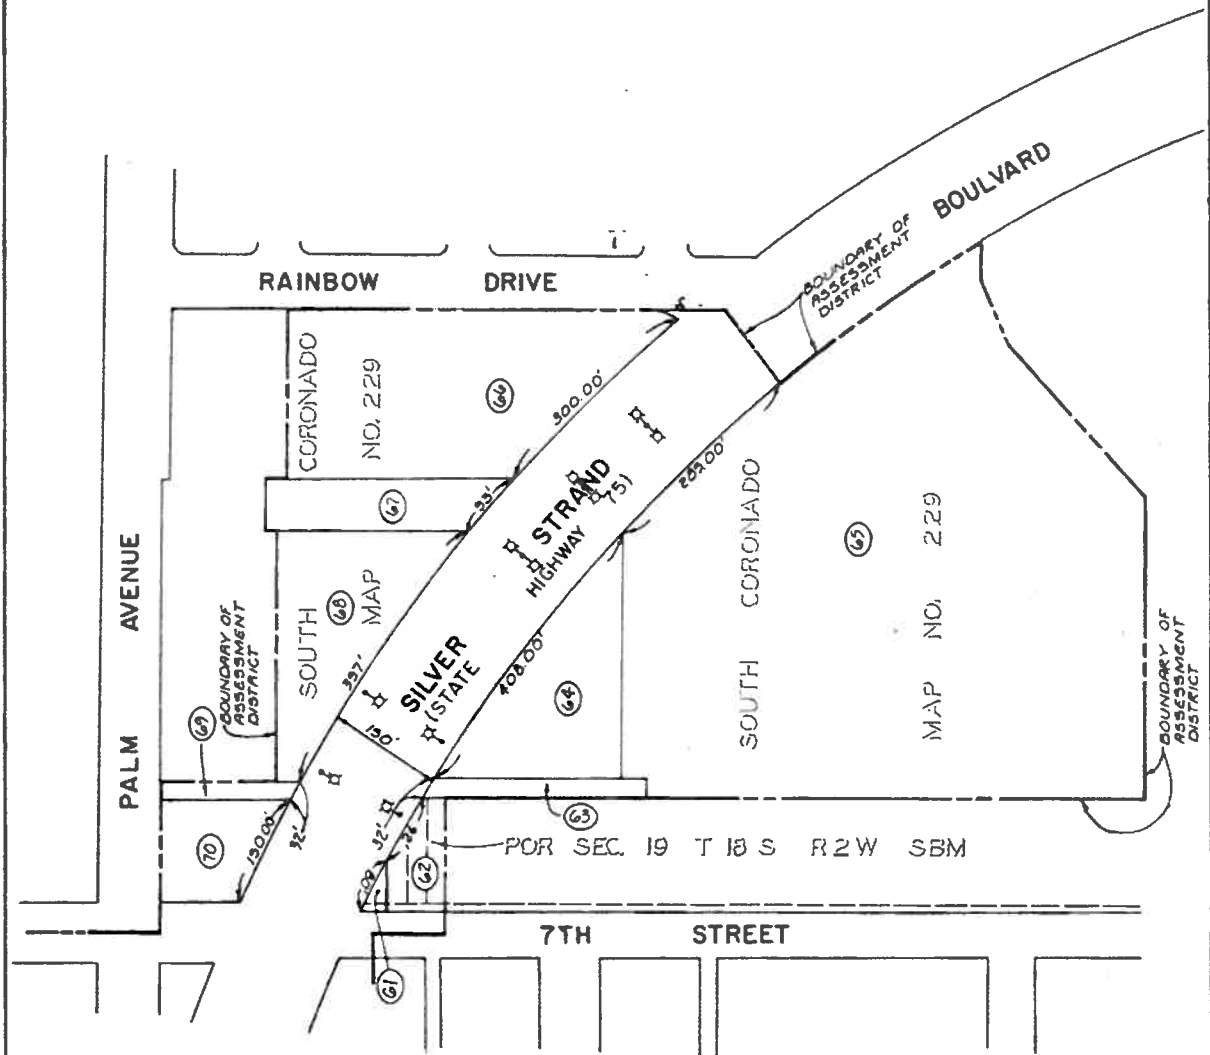 BOULVARD
BOUNDARY OF
ASSESSMENT
DISTRICT
RAINBOW DRIVE
CORONADO
NO. 229
66
300.00'
67
STRAND
HIGHWAY 75)
289.00'
SOUTH CORONADO
MAP NO. 229
65
PALM AVENUE
BOUNDARY OF
ASSESSMENT
DISTRICT
SOUTH
MAP
68
397'
SILVER
(STATE
130'
408.00'
64
BOUNDARY OF
ASSESSMENT
DISTRICT
69
70
130.00'
32'
32'
126'
63
62
POR SEC. 19 T 18 S R 2 W SBM
7TH STREET
61